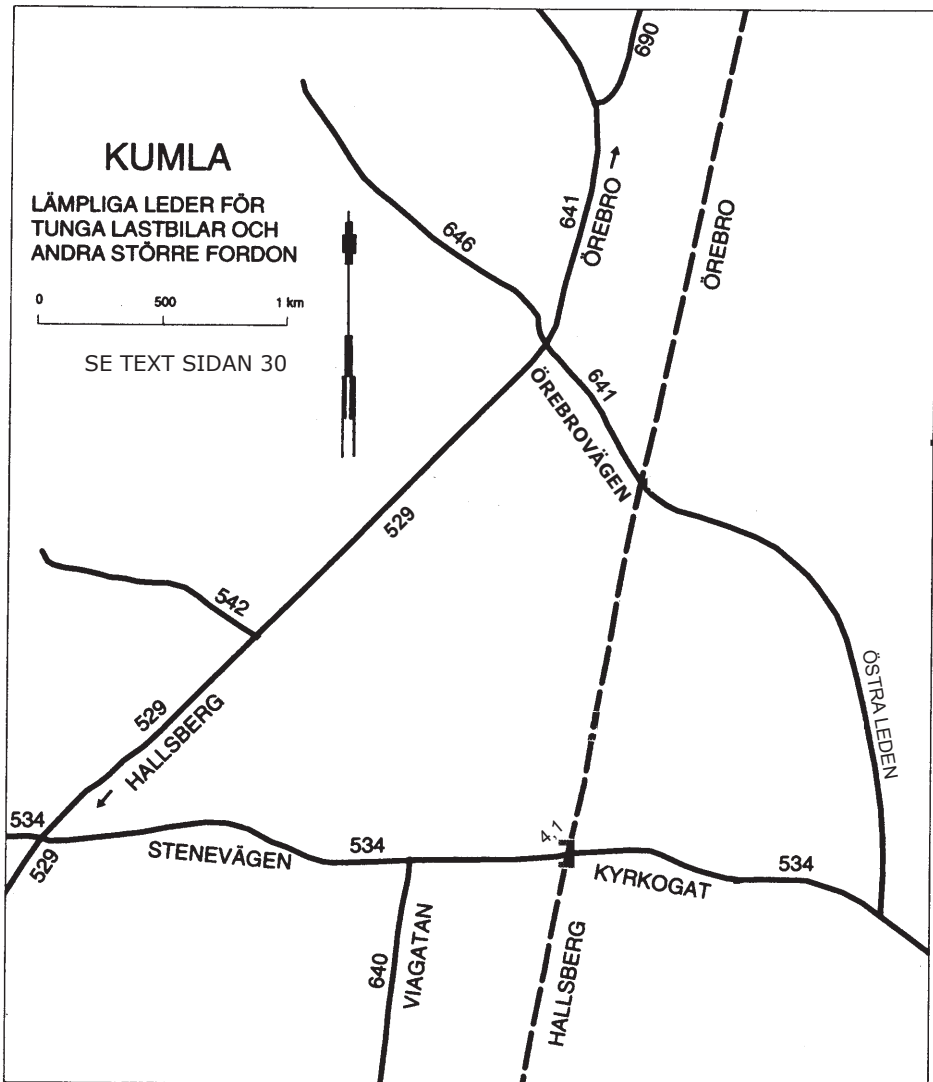 690
KUMLA
LÄMPLIGA LEDER FÖR
TUNGA LASTBILAR OCH
ANDRA STÖRRE FORDON
0 500 1 km
SE TEXT SIDAN 30
646
641
ÖREBRO
ÖREBRO
641
ÖREBROVÄGEN
529
542
529
HALLSBERG
ÖSTRA LEDEN
534
529
STENEVÄGEN
534
4,1
KYRKOGAT
534
640
VIAGATAN
HALLSBERG